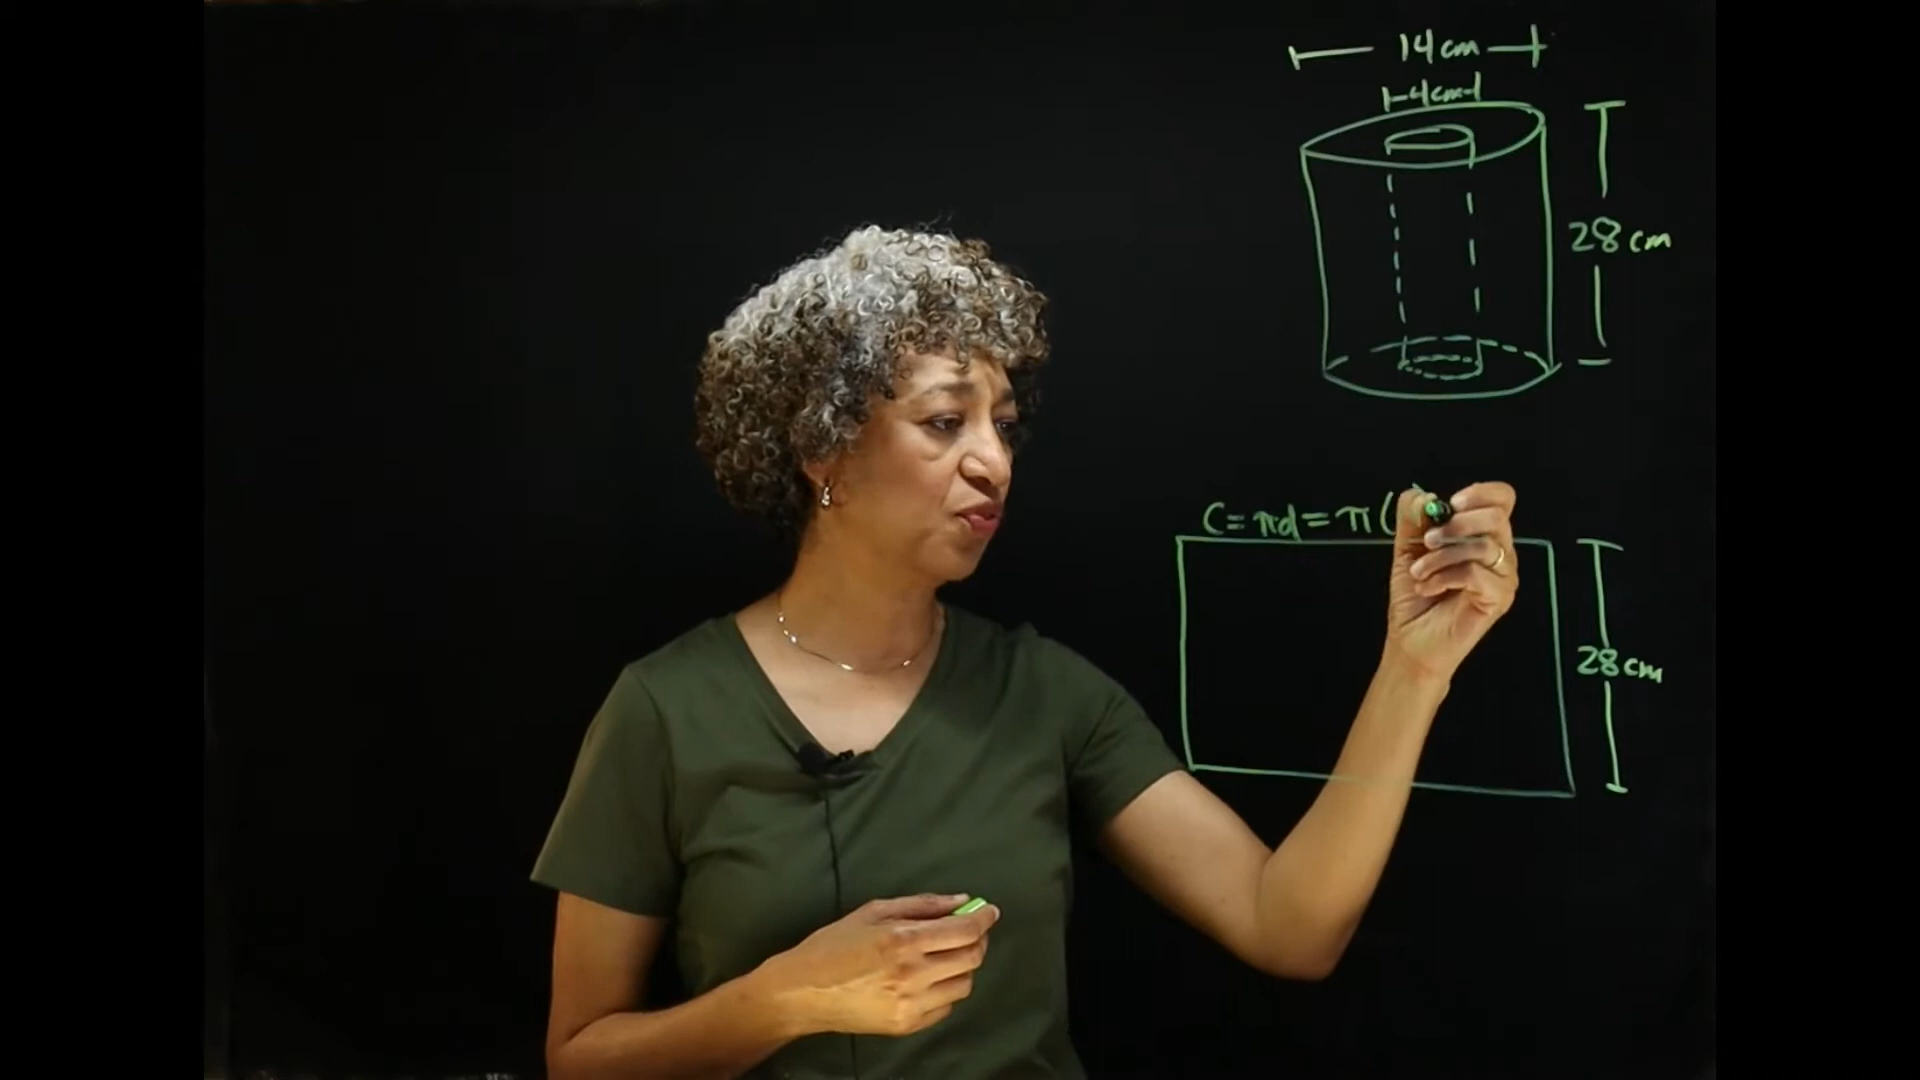 14 cm
4cm
28 cm
C = πd = π (
28 cm